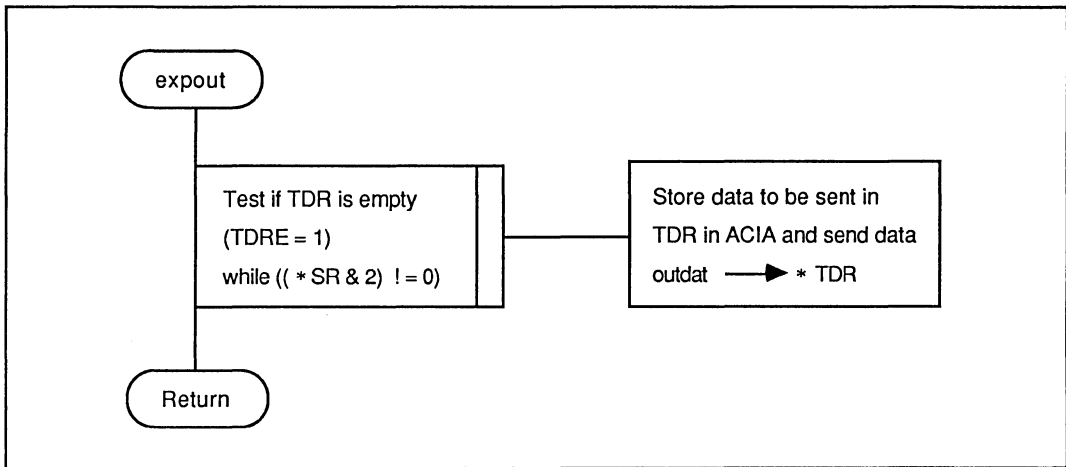 expout
Test if TDR is empty
(TDRE = 1)
while (( * SR & 2) ! = 0)
Store data to be sent in
TDR in ACIA and send data
outdat ⟶ * TDR
Return